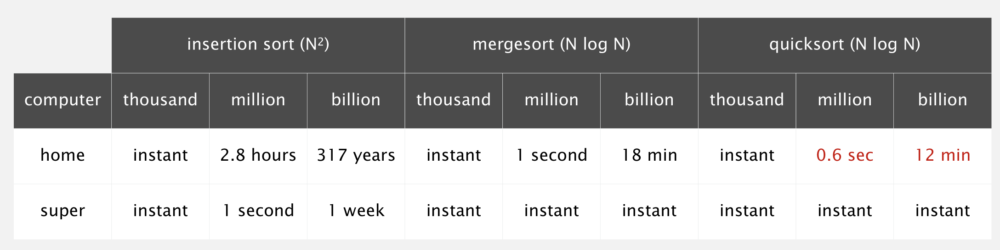 insertion sort (N²) mergesort (N log N) quicksort (N log N)
computer thousand million billion thousand million billion thousand million billion
home instant 2.8 hours 317 years instant 1 second 18 min instant 0.6 sec 12 min
super instant 1 second 1 week instant instant instant instant instant instant